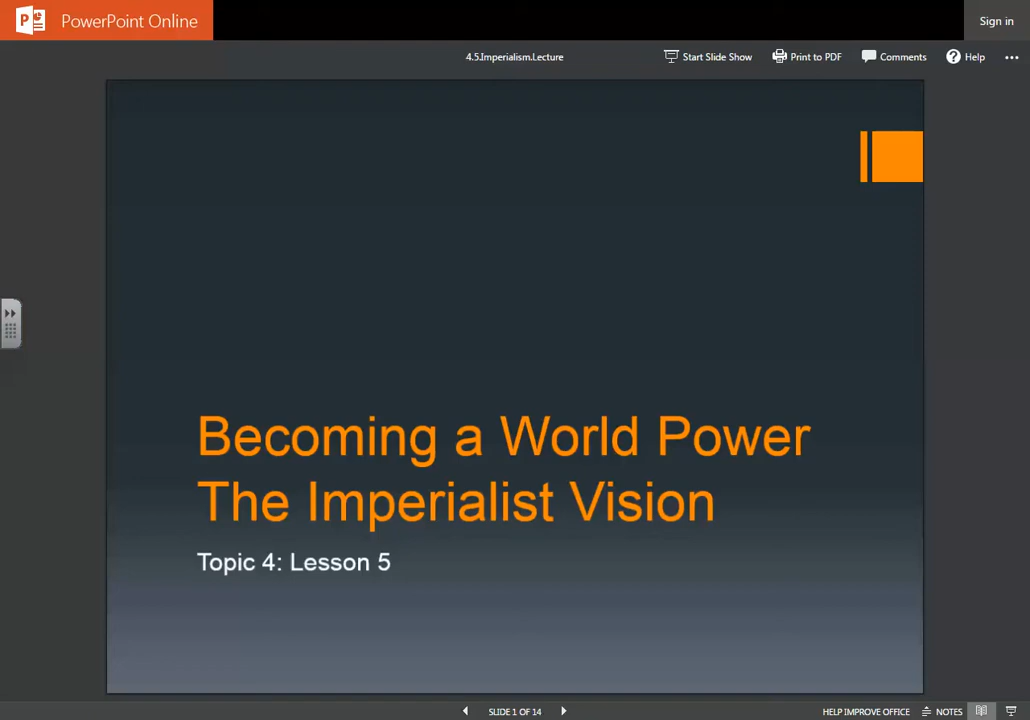 PowerPoint Online
Sign in
4.5.Imperialism.Lecture
Start Slide Show
Print to PDF
Comments
Help
Becoming a World Power
The Imperialist Vision
Topic 4: Lesson 5
SLIDE 1 OF 14
HELP IMPROVE OFFICE
NOTES